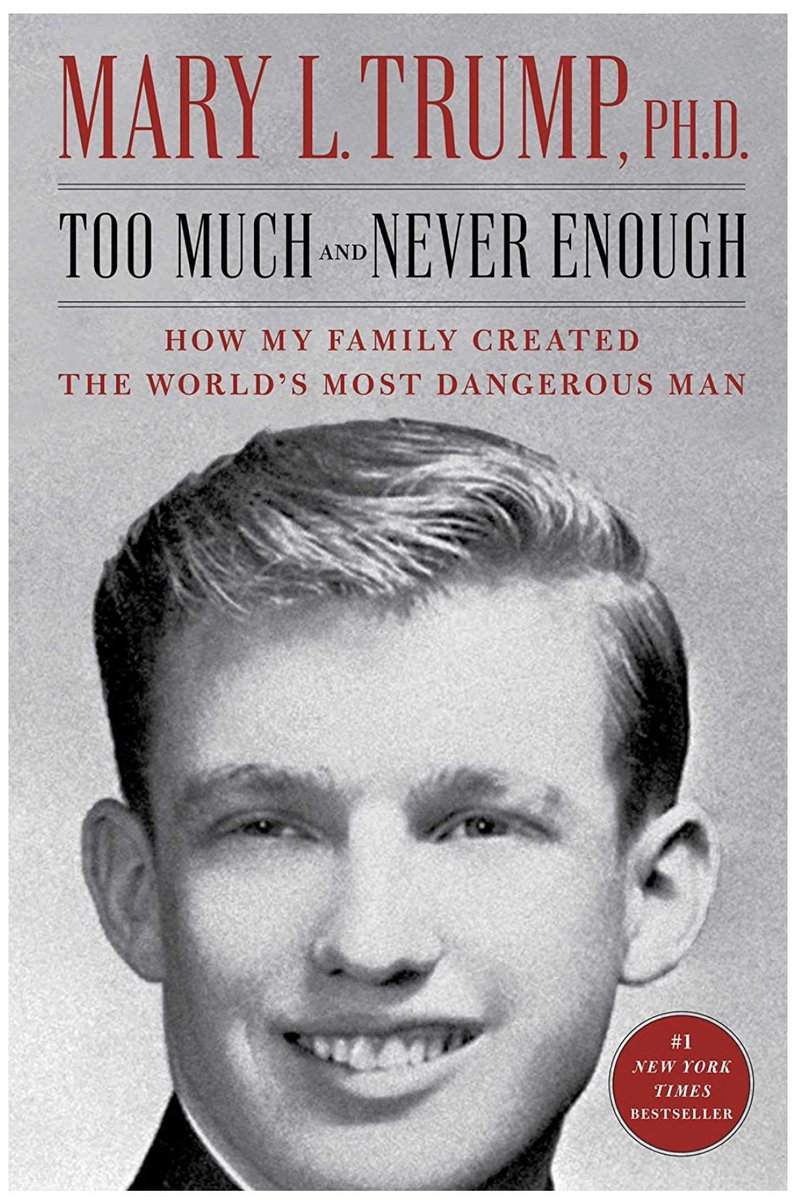 MARY L. TRUMP, PH.D.
TOO MUCH AND NEVER ENOUGH
HOW MY FAMILY CREATED
THE WORLD'S MOST DANGEROUS MAN
#1
NEW YORK
TIMES
BESTSELLER